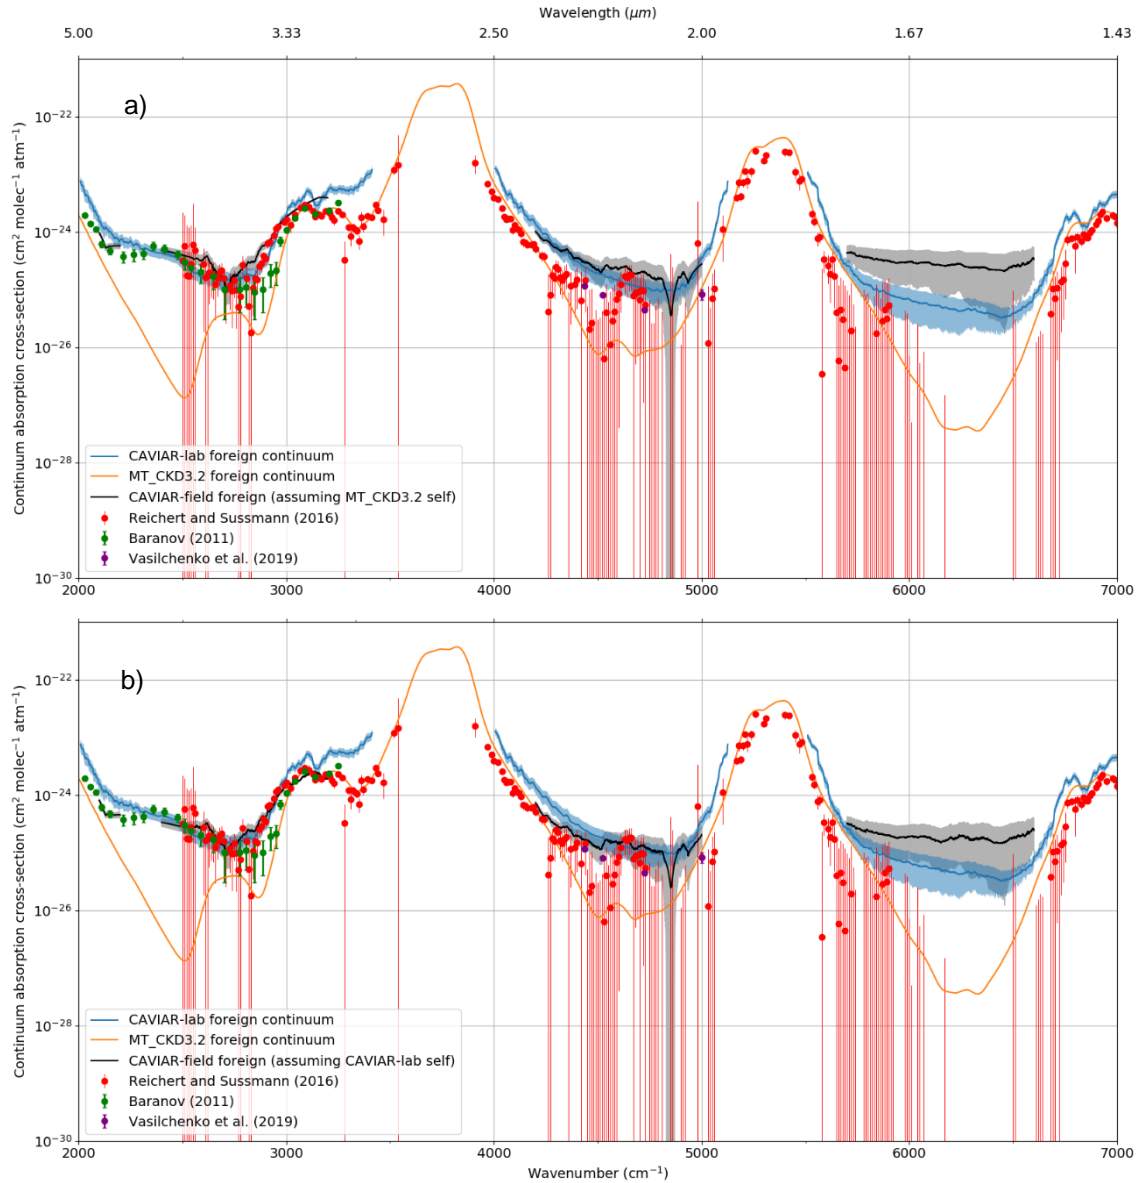 Wavelength (μm)
5.00 3.33 2.50 2.00 1.67 1.43
a)
Continuum absorption cross-section (cm² molec⁻¹ atm⁻¹)
10⁻²²
10⁻²⁴
10⁻²⁶
10⁻²⁸
10⁻³⁰
CAVIAR-lab foreign continuum
MT_CKD3.2 foreign continuum
CAVIAR-field foreign (assuming MT_CKD3.2 self)
Reichert and Sussmann (2016)
Baranov (2011)
Vasilchenko et al. (2019)
2000 3000 4000 5000 6000 7000
b)
Continuum absorption cross-section (cm² molec⁻¹ atm⁻¹)
10⁻²²
10⁻²⁴
10⁻²⁶
10⁻²⁸
10⁻³⁰
CAVIAR-lab foreign continuum
MT_CKD3.2 foreign continuum
CAVIAR-field foreign (assuming CAVIAR-lab self)
Reichert and Sussmann (2016)
Baranov (2011)
Vasilchenko et al. (2019)
2000 3000 4000 5000 6000 7000
Wavenumber (cm⁻¹)